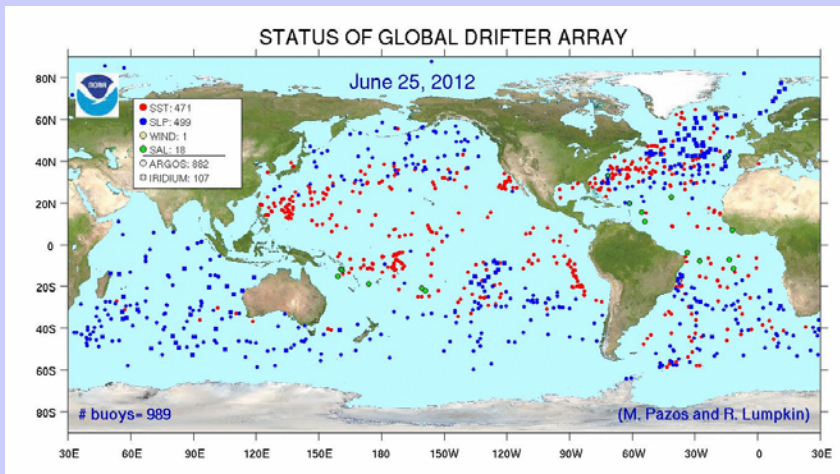 STATUS OF GLOBAL DRIFTER ARRAY
June 25, 2012
NOAA
SST: 471
SLP: 499
WIND: 1
SAL: 18
ARGOS: 882
IRIDIUM: 107
80N
60N
40N
20N
0
20S
40S
60S
80S
# buoys= 989
(M. Pazos and R. Lumpkin)
30E 60E 90E 120E 150E 180E 150W 120W 90W 60W 30W 0 30E